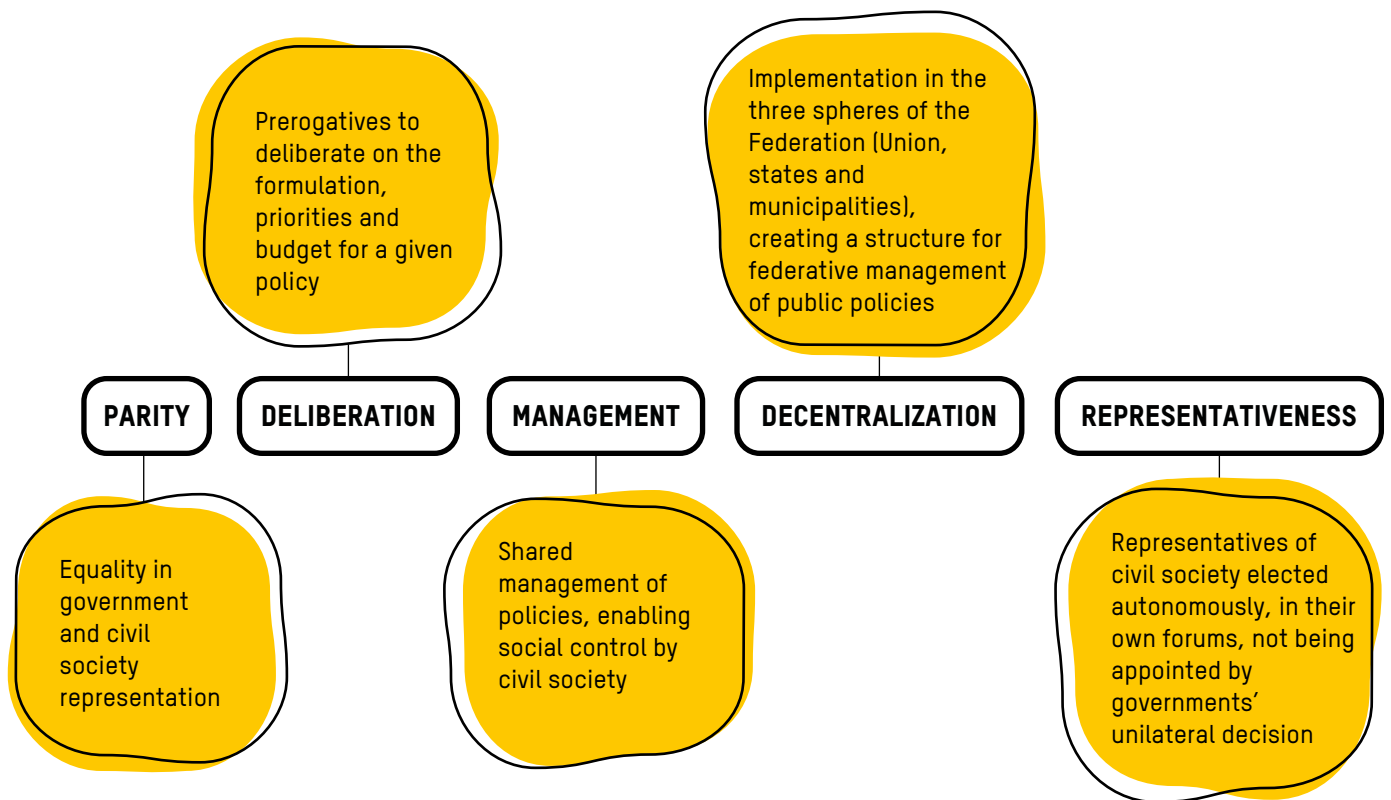 Prerogatives to
deliberate on the
formulation,
priorities and
budget for a given
policy
Implementation in the
three spheres of the
Federation (Union,
states and
municipalities),
creating a structure for
federative management
of public policies
PARITY
DELIBERATION
MANAGEMENT
DECENTRALIZATION
REPRESENTATIVENESS
Equality in
government
and civil
society
representation
Shared
management of
policies, enabling
social control by
civil society
Representatives of
civil society elected
autonomously, in their
own forums, not being
appointed by
governments’
unilateral decision